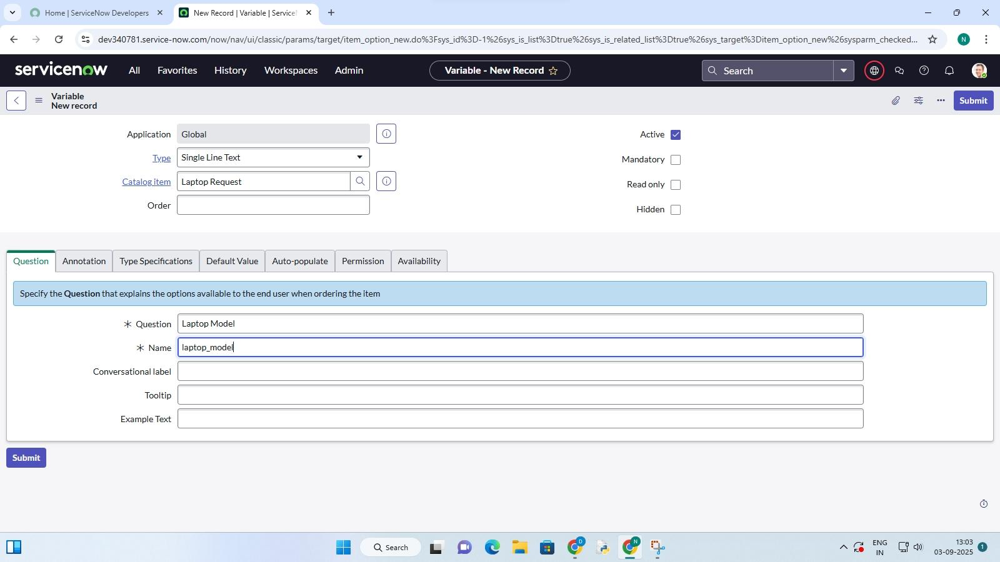 Home | ServiceNow Developers
New Record | Variable | Service
dev340781.service-now.com/now/nav/ui/classic/params/target/item_option_new.do%3Fsys_id%3D-1%26sys_is_list%3Dtrue%26sys_is_related_list%3Dtrue%26sys_target%3Ditem_option_new%26sysparm_checked...
N
servicenow
All
Favorites
History
Workspaces
Admin
Variable - New Record
Search
Variable
New record
Submit
Application
Global
Active
Type
Single Line Text
Mandatory
Catalog item
Laptop Request
Read only
Order
Hidden
Question
Annotation
Type Specifications
Default Value
Auto-populate
Permission
Availability
Specify the Question that explains the options available to the end user when ordering the item
Question
Laptop Model
Name
laptop_model
Conversational label
Tooltip
Example Text
Submit
Search
D
N
ENG
IN
13:03
03-09-2025
1